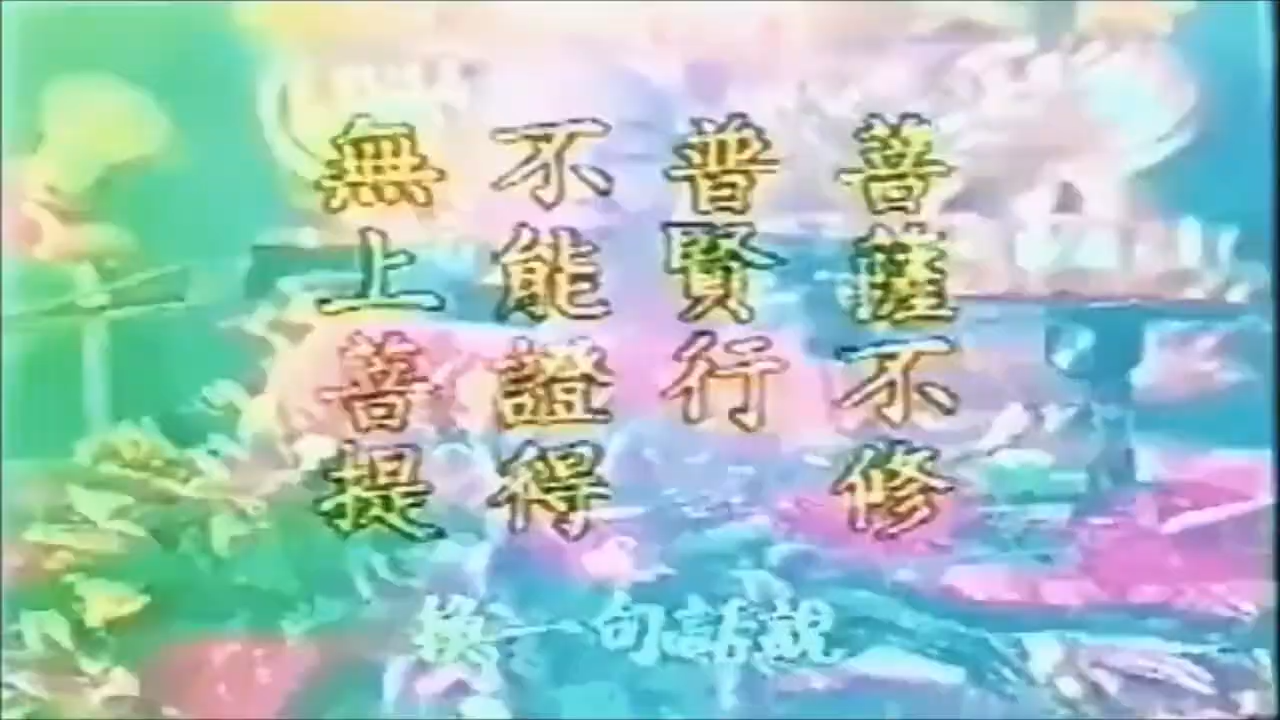 菩薩不修
普賢行
不能證得
無上菩提
換一句話說